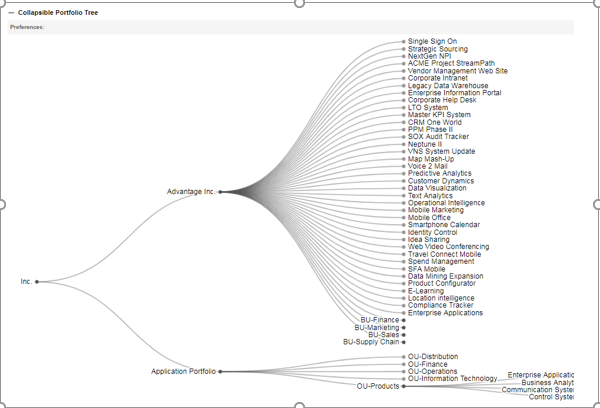 Collapsible Portfolio Tree
Preferences:
Single Sign On
Strategic Sourcing
NextGen NPI
ACME Project StreamPath
Vendor Management Web Site
Corporate Intranet
Legacy Data Warehouse
Enterprise Information Portal
Corporate Help Desk
LTO System
Master KPI System
CRM One World
PPM Phase II
SOX Audit Tracker
Neptune II
VNS System Update
Map Mash-Up
Voice 2 Mail
Predictive Analytics
Customer Dynamics
Advantage Inc.
Data Visualization
Text Analytics
Operational Intelligence
Mobile Marketing
Mobile Office
Smartphone Calendar
Identity Control
Idea Sharing
Web Video Conferencing
Travel Connect Mobile
Spend Management
SFA Mobile
Data Mining Expansion
Inc.
Product Configurator
E-Learning
Location intelligence
Compliance Tracker
Enterprise Applications
BU-Finance
BU-Marketing
BU-Sales
BU-Supply Chain
OU-Distribution
OU-Finance
Application Portfolio
OU-Operations
OU-Information Technology
Enterprise Applicatio
Business Analyt
OU-Products
Communication System
Control System